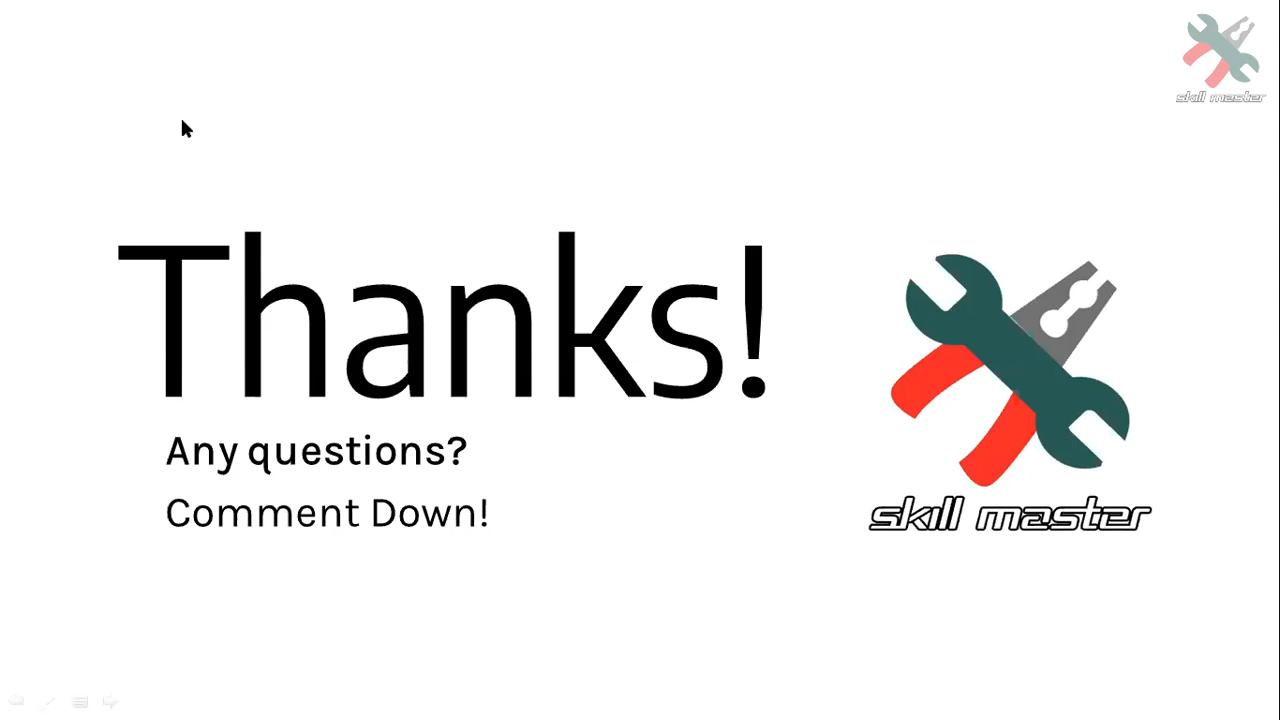 skill master
Thanks!
Any questions?
Comment Down!
skill master